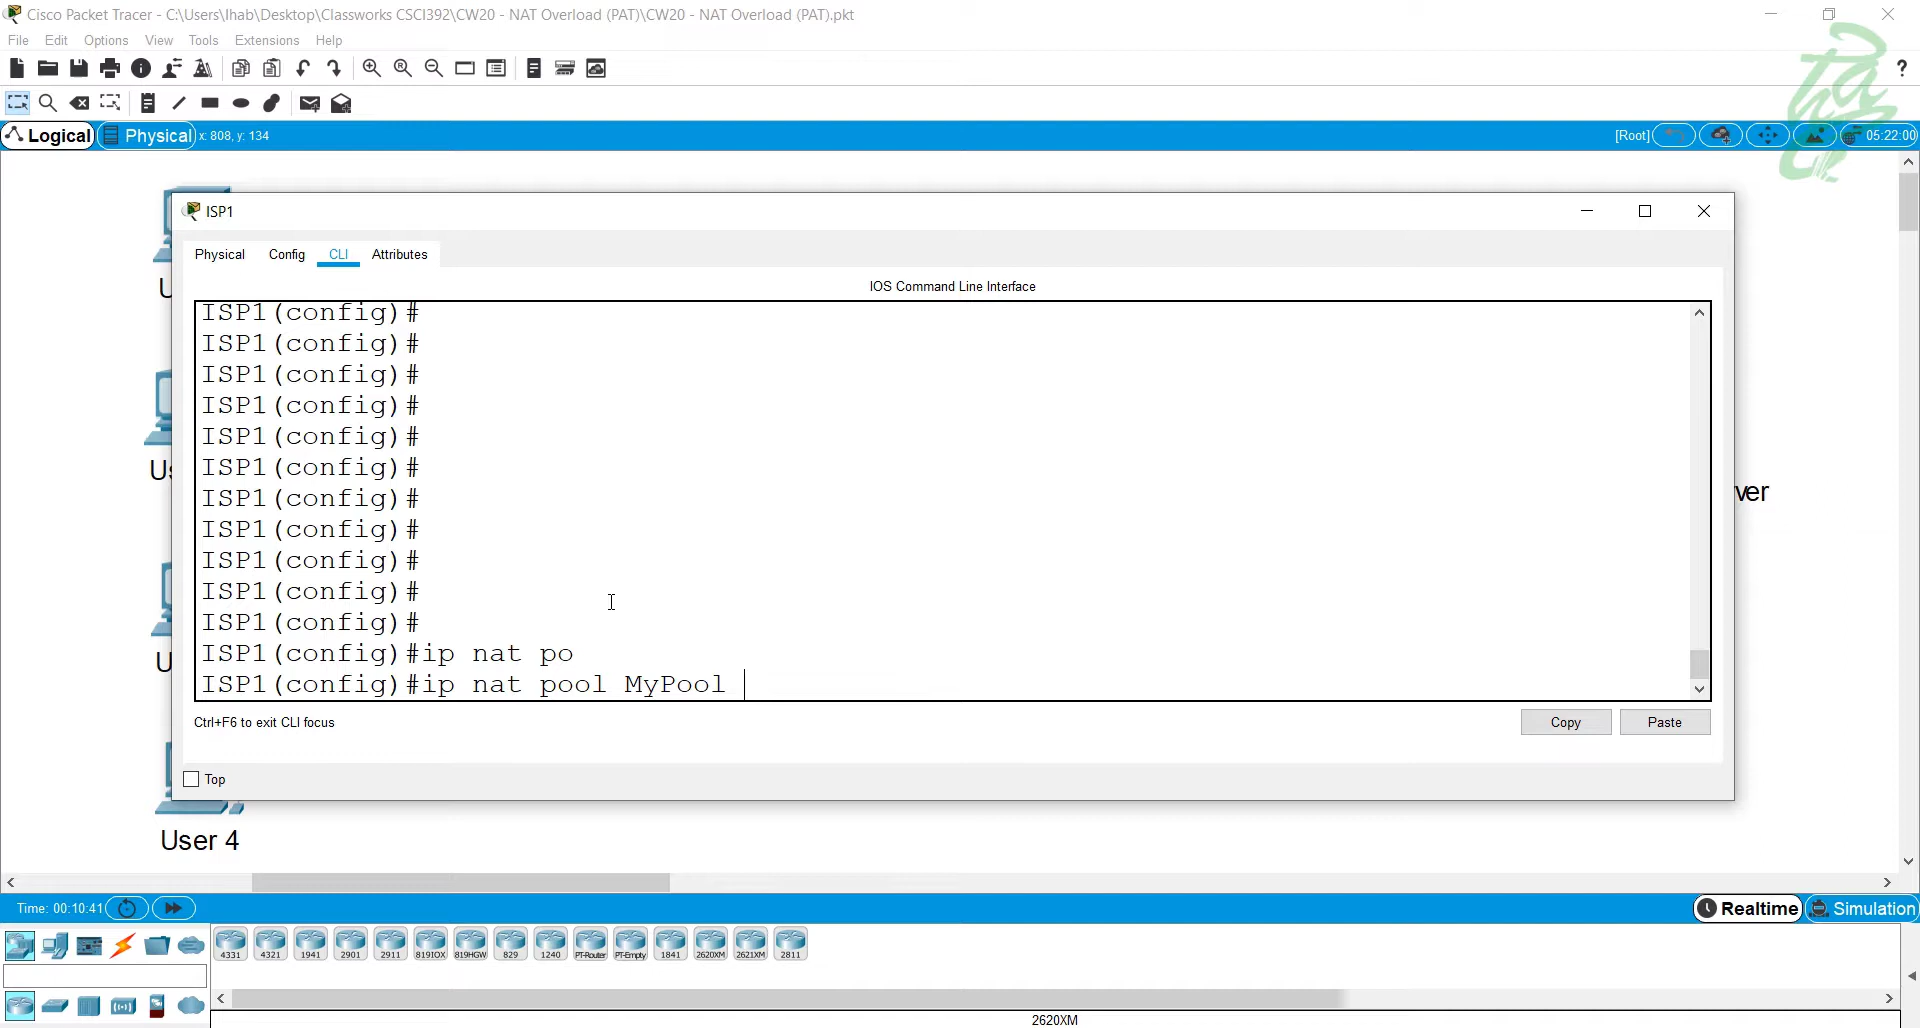 Cisco Packet Tracer - C:\Users\Ihab\Desktop\Classworks CSCI392\CW20 - NAT Overload (PAT)\CW20 - NAT Overload (PAT).pkt
File Edit Options View Tools Extensions Help
?
Logical Physical x: 808, y: 134 [Root] 05:22:00
ISP1
Physical Config CLI Attributes
IOS Command Line Interface
ISP1(config)#
ISP1(config)#
ISP1(config)#
ISP1(config)#
ISP1(config)#
ISP1(config)#
ISP1(config)#
ISP1(config)#
ISP1(config)#
ISP1(config)#
ISP1(config)#
ISP1(config)#ip nat po
ISP1(config)#ip nat pool MyPool
Ctrl+F6 to exit CLI focus
Copy Paste
Top
ver
User 4
Time: 00:10:41
Realtime Simulation
4331 4321 1941 2901 2911 819IOX 819HGW 829 1240 PT-Router PT-Empty 1841 2620XM 2621XM 2811
2620XM